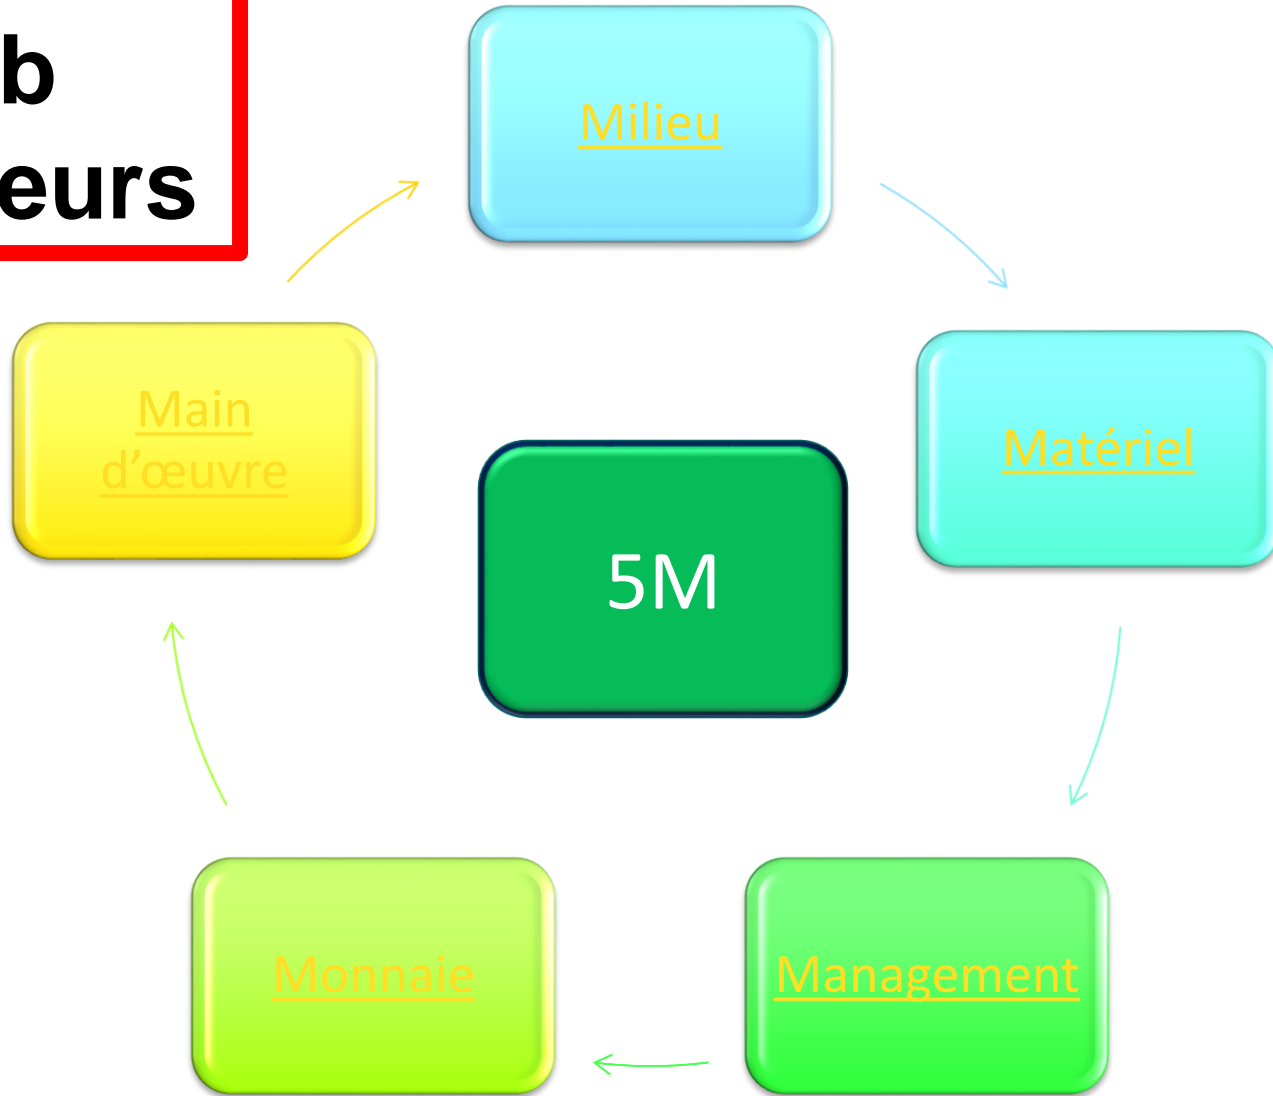 b
eurs
Milieu
Main
d’œuvre
Matériel
5M
Monnaie
Management